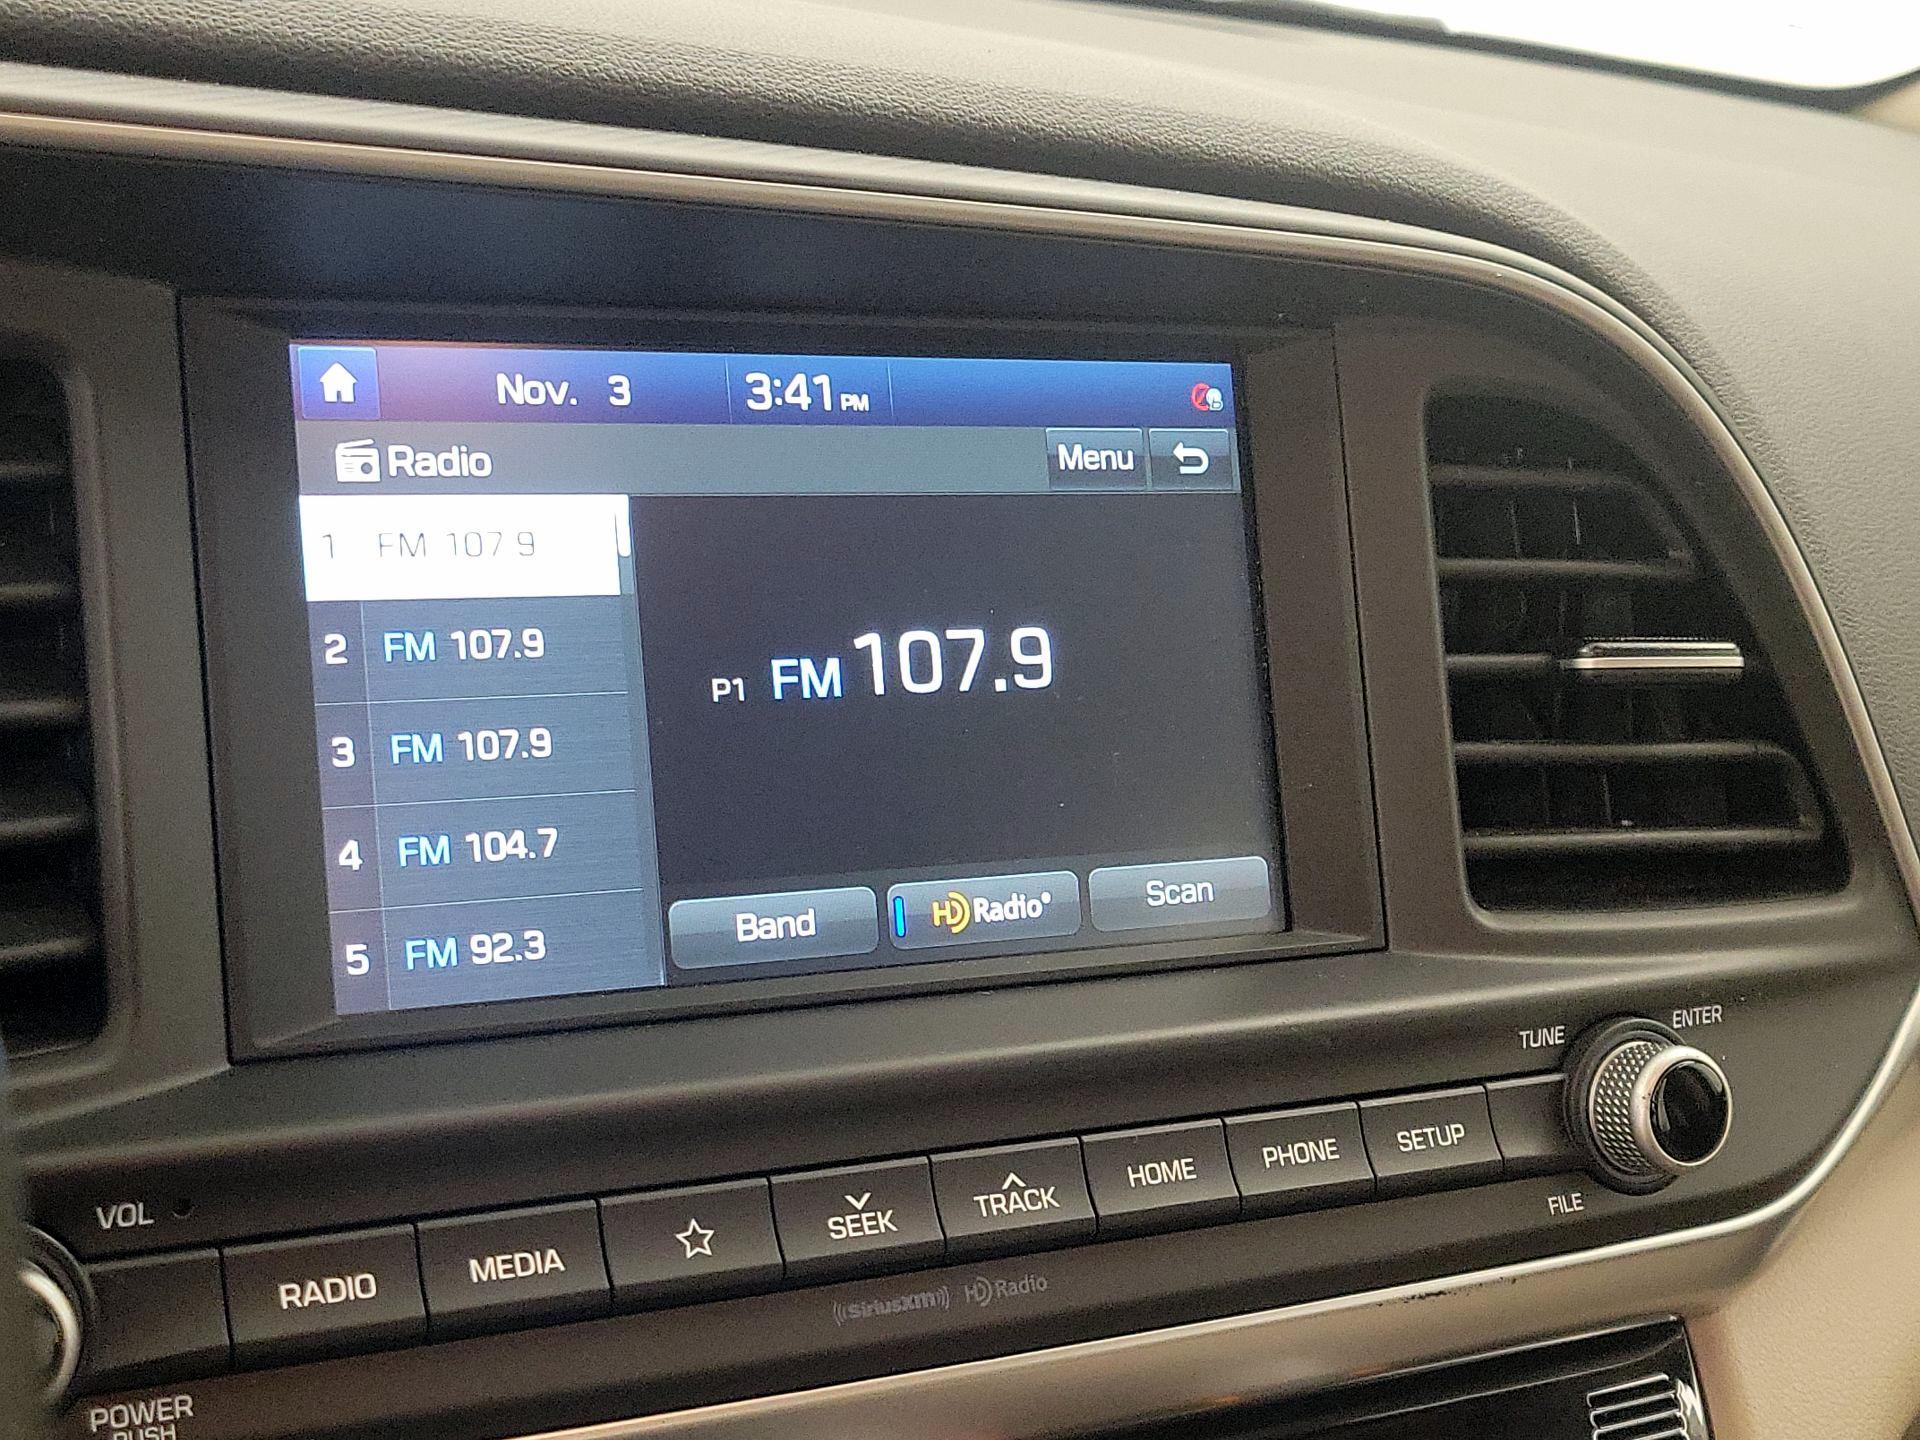 Nov. 3 3:41 PM
Radio Menu
1 FM 107 9
2 FM 107.9
3 FM 107.9
4 FM 104.7
5 FM 92.3
P1 FM 107.9
Band HD Radio® Scan
TUNE ENTER
FILE
VOL
RADIO MEDIA SEEK TRACK HOME PHONE SETUP
((SiriusXM)) HD Radio
POWER
PUSH